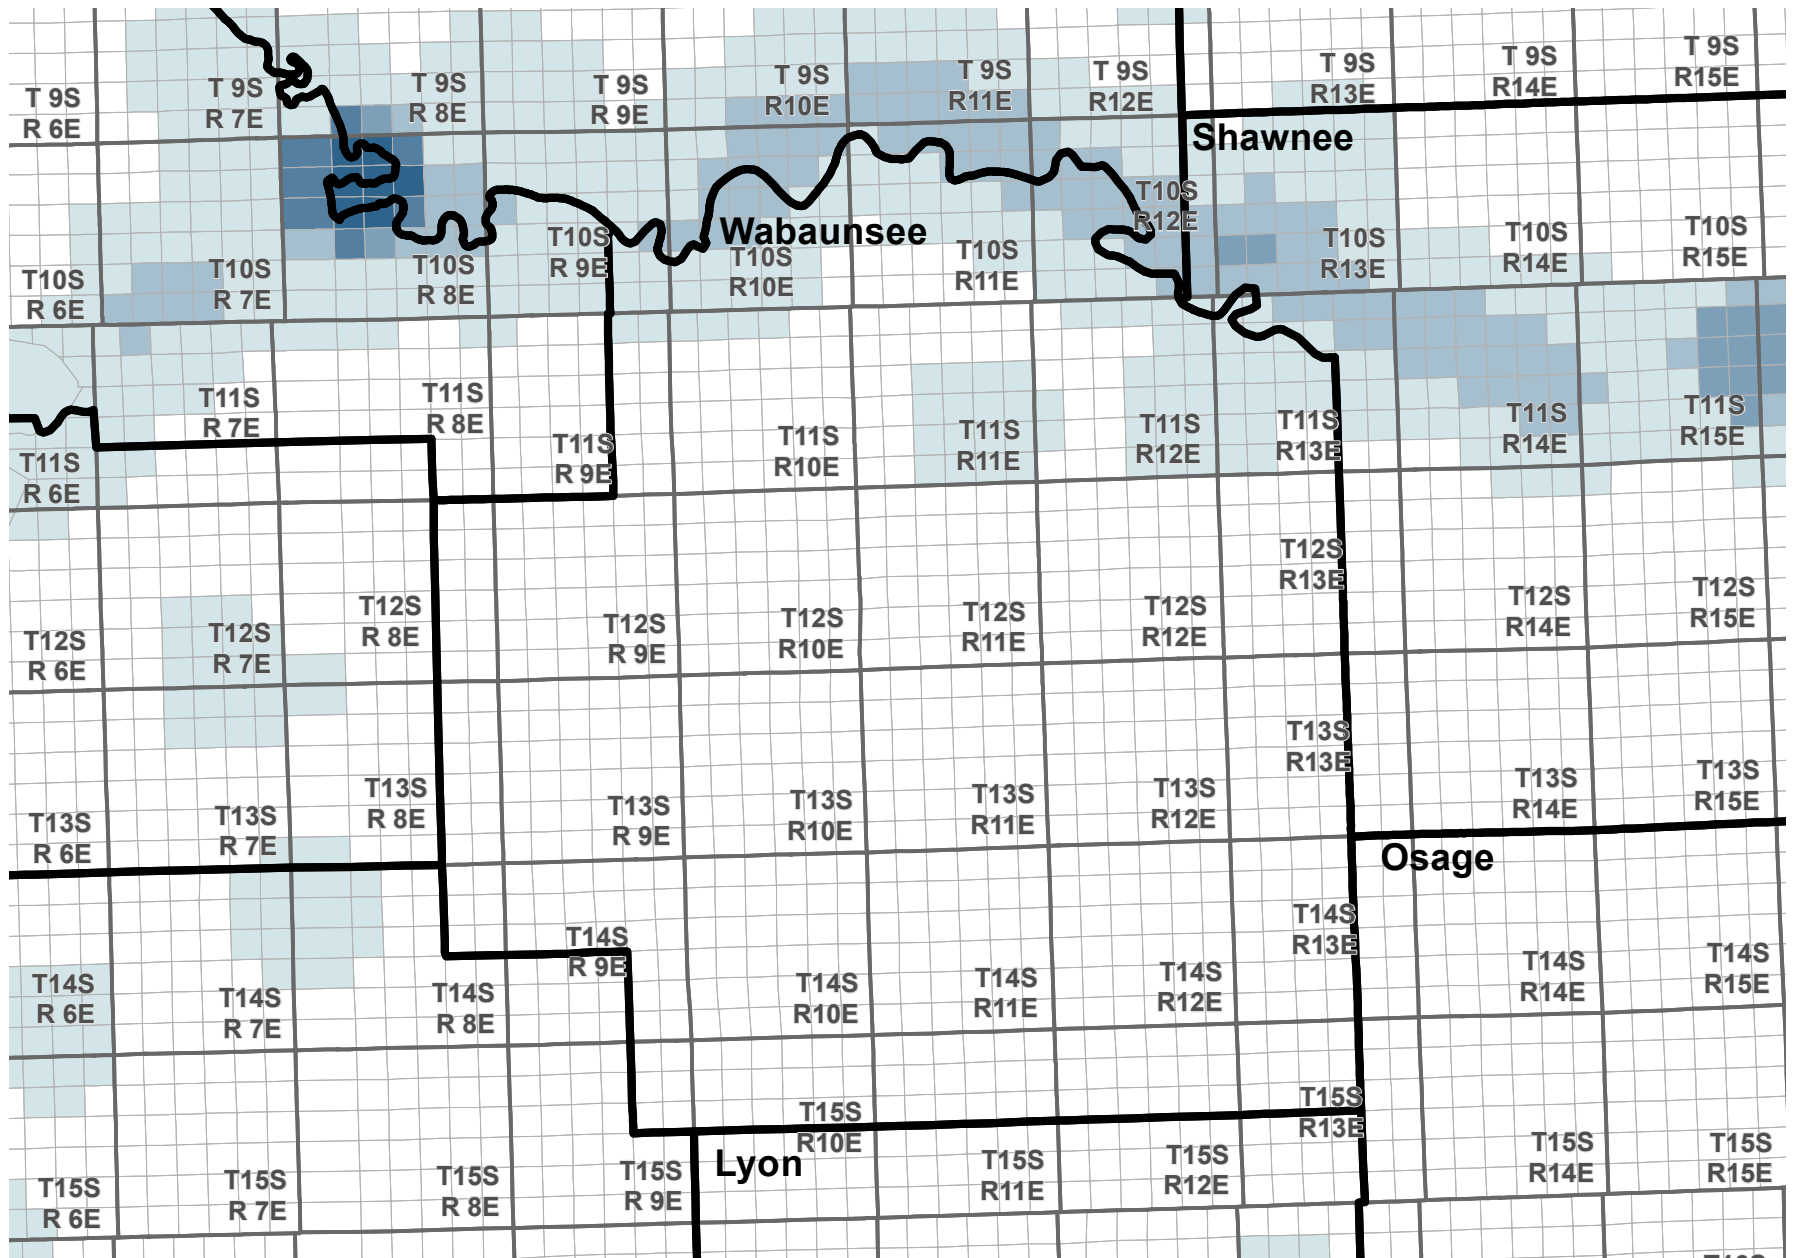 T 9S
R 6E
T 9S
R 7E
T 9S
R 8E
T 9S
R 9E
T 9S
R10E
T 9S
R11E
T 9S
R12E
T 9S
R13E
T 9S
R14E
T 9S
R15E
Shawnee
Wabaunsee
T10S
R 6E
T10S
R 7E
T10S
R 8E
T10S
R 9E
T10S
R10E
T10S
R11E
T10S
R12E
T10S
R13E
T10S
R14E
T10S
R15E
T11S
R 6E
T11S
R 7E
T11S
R 8E
T11S
R 9E
T11S
R10E
T11S
R11E
T11S
R12E
T11S
R13E
T11S
R14E
T11S
R15E
T12S
R 6E
T12S
R 7E
T12S
R 8E
T12S
R 9E
T12S
R10E
T12S
R11E
T12S
R12E
T12S
R13E
T12S
R14E
T12S
R15E
T13S
R 6E
T13S
R 7E
T13S
R 8E
T13S
R 9E
T13S
R10E
T13S
R11E
T13S
R12E
T13S
R13E
T13S
R14E
T13S
R15E
Osage
T14S
R 6E
T14S
R 7E
T14S
R 8E
T14S
R 9E
T14S
R10E
T14S
R11E
T14S
R12E
T14S
R13E
T14S
R14E
T14S
R15E
T15S
R 6E
T15S
R 7E
T15S
R 8E
T15S
R 9E
Lyon
T15S
R10E
T15S
R11E
T15S
R12E
T15S
R13E
T15S
R14E
T15S
R15E